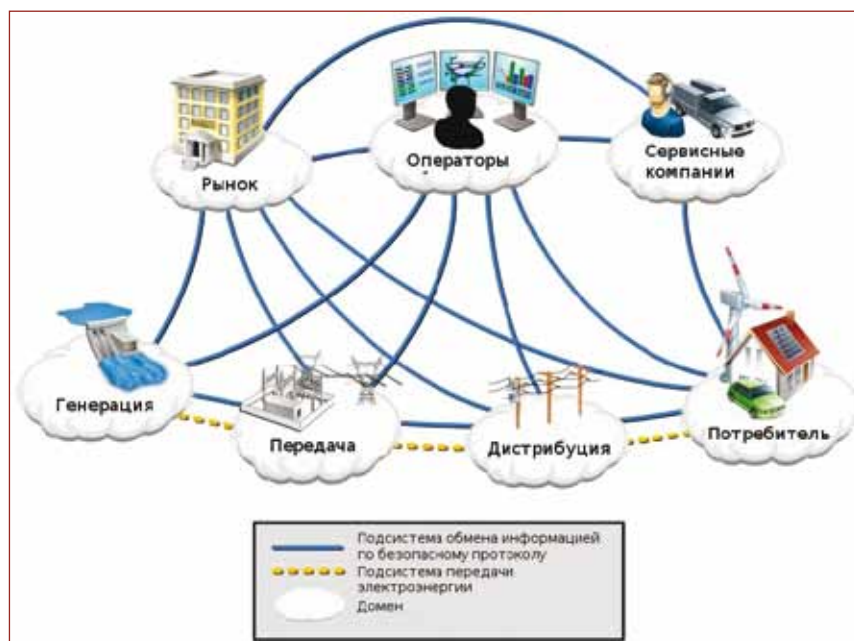 Рынок
Операторы
Сервисные
компании
Генерация
Передача
Дистрибуция
Потребитель
Подсистема обмена информацией
по безопасному протоколу
Подсистема передачи
электроэнергии
Домен